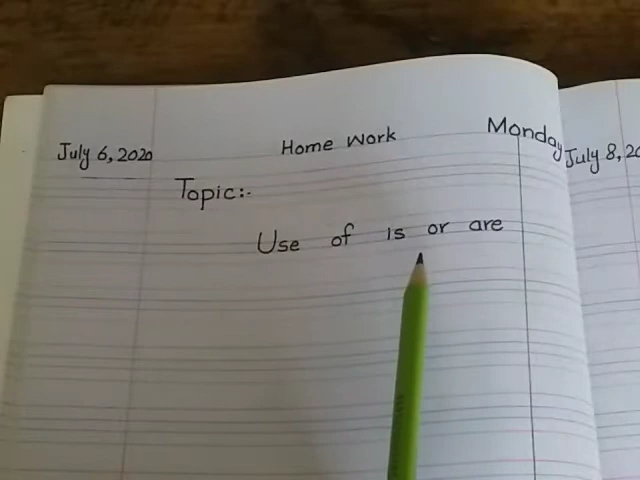 July 6, 2020 Home Work Monday
Topic:-
Use of is or are
July 8, 20